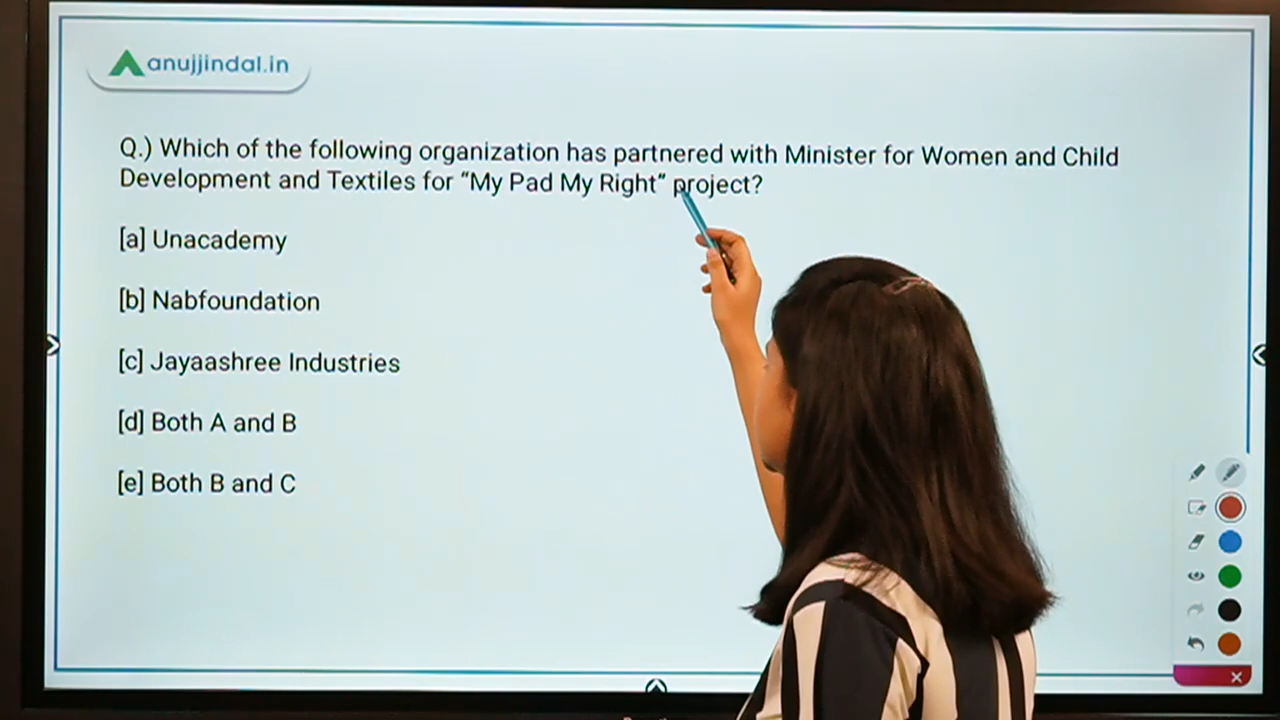 anujjindal.in
Q.) Which of the following organization has partnered with Minister for Women and Child
Development and Textiles for “My Pad My Right” project?
[a] Unacademy
[b] Nabfoundation
[c] Jayaashree Industries
[d] Both A and B
[e] Both B and C